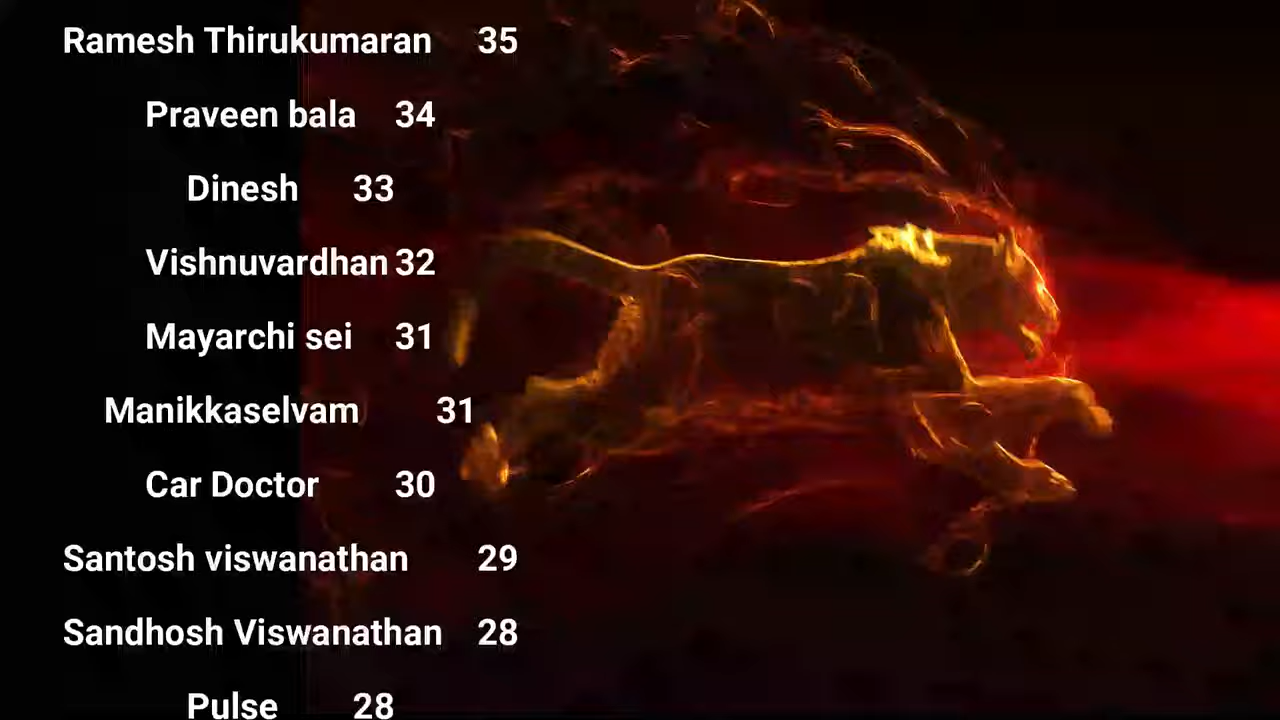 Ramesh Thirukumaran 35
Praveen bala 34
Dinesh 33
Vishnuvardhan 32
Mayarchi sei 31
Manikkaselvam 31
Car Doctor 30
Santosh viswanathan 29
Sandhosh Viswanathan 28
Pulse 28